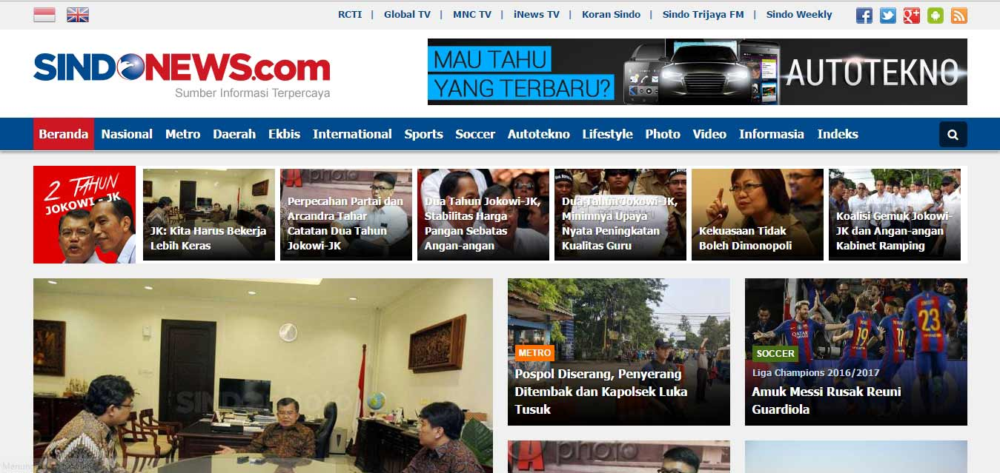 RCTI | Global TV | MNC TV | iNews TV | Koran Sindo | Sindo Trijaya FM | Sindo Weekly
SINDONEWS.com
Sumber Informasi Terpercaya
MAU TAHU
YANG TERBARU?
AUTOTEKNO
Beranda Nasional Metro Daerah Ekbis International Sports Soccer Autotekno Lifestyle Photo Video Informasia Indeks
2 TAHUN
JOKOWI - JK
JK: Kita Harus Bekerja
Lebih Keras
Perpecahan Partai dan
Arcandra Tahar
Catatan Dua Tahun
Jokowi-JK
Dua Tahun Jokowi-JK,
Stabilitas Harga
Pangan Sebatas
Angan-angan
Dua Tahun Jokowi-JK,
Minimnya Upaya
Nyata Peningkatan
Kualitas Guru
Kekuasaan Tidak
Boleh Dimonopoli
Koalisi Gemuk Jokowi-
JK dan Angan-angan
Kabinet Ramping
METRO
Pospol Diserang, Penyerang
Ditembak dan Kapolsek Luka
Tusuk
SOCCER
Liga Champions 2016/2017
Amuk Messi Rusak Reuni
Guardiola
19
23
photo